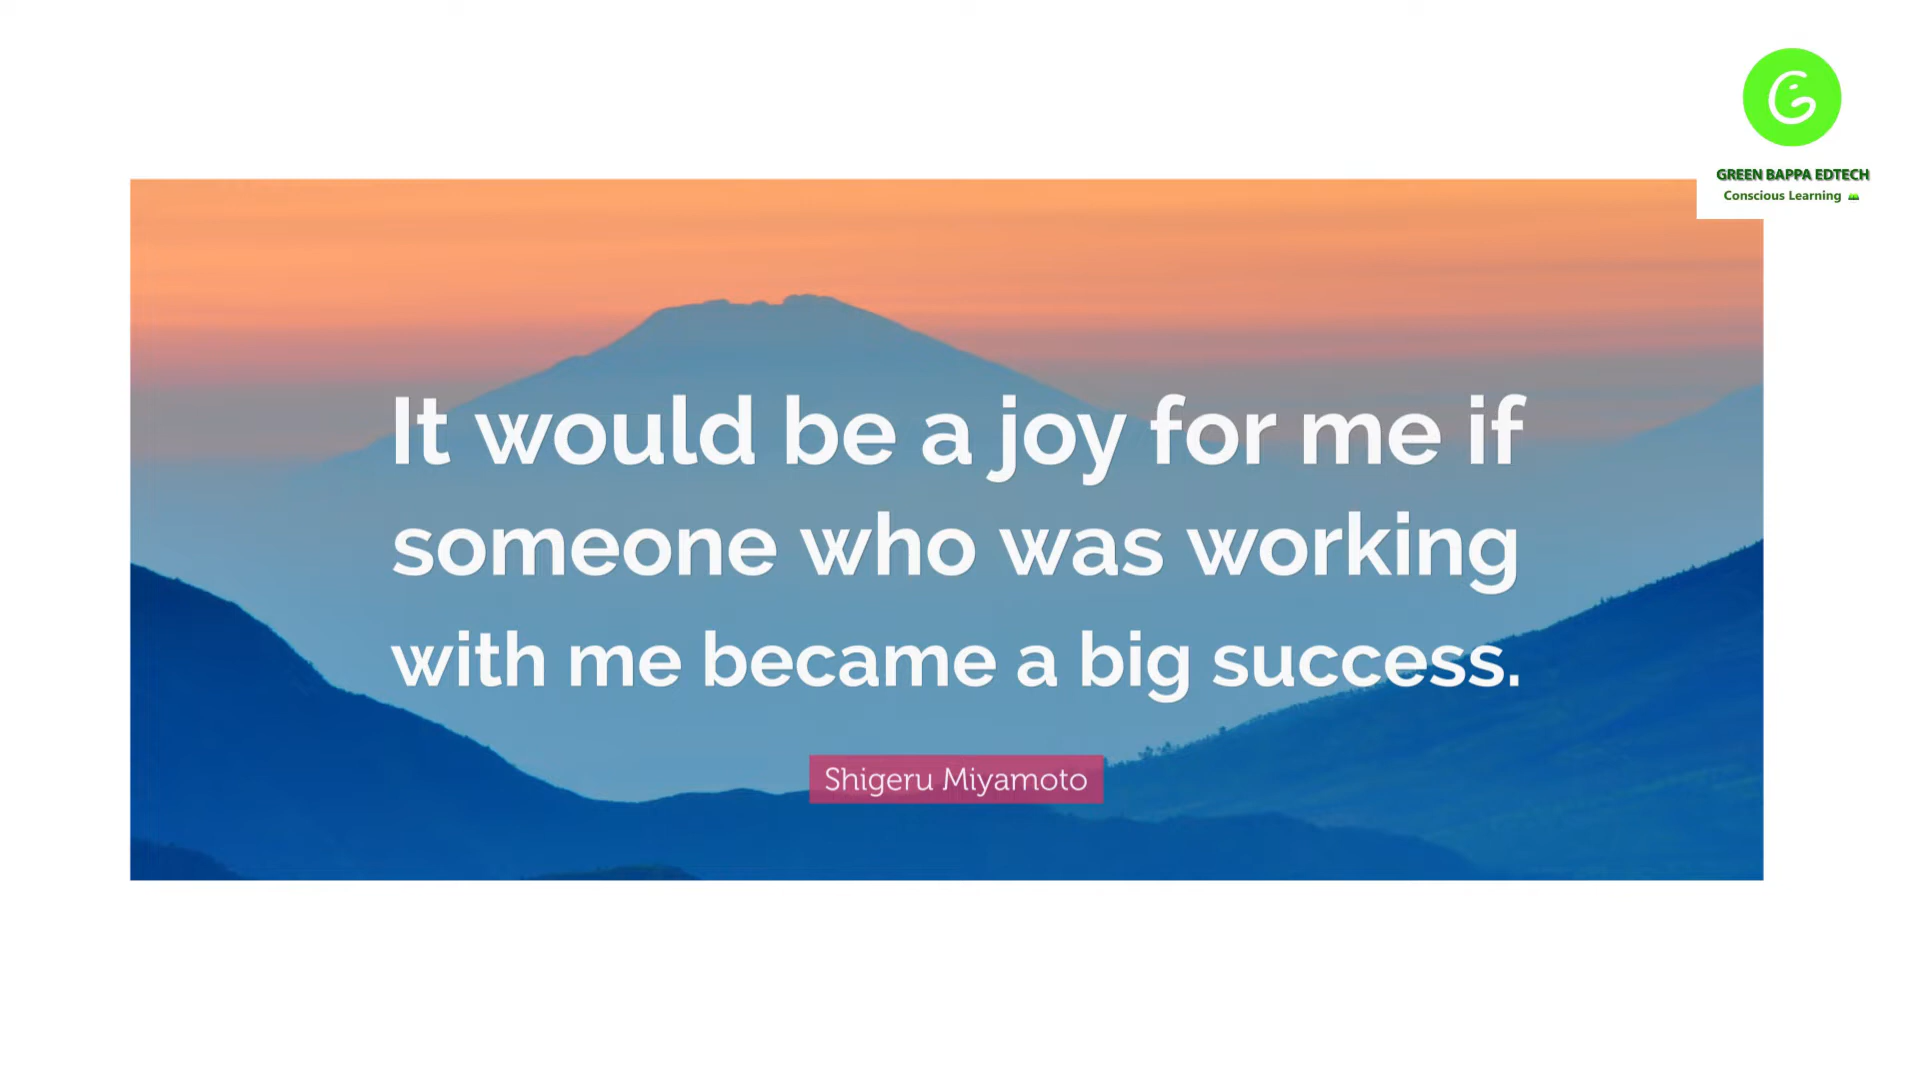 GREEN BAPPA EDTECH
Conscious Learning
It would be a joy for me if
someone who was working
with me became a big success.
Shigeru Miyamoto